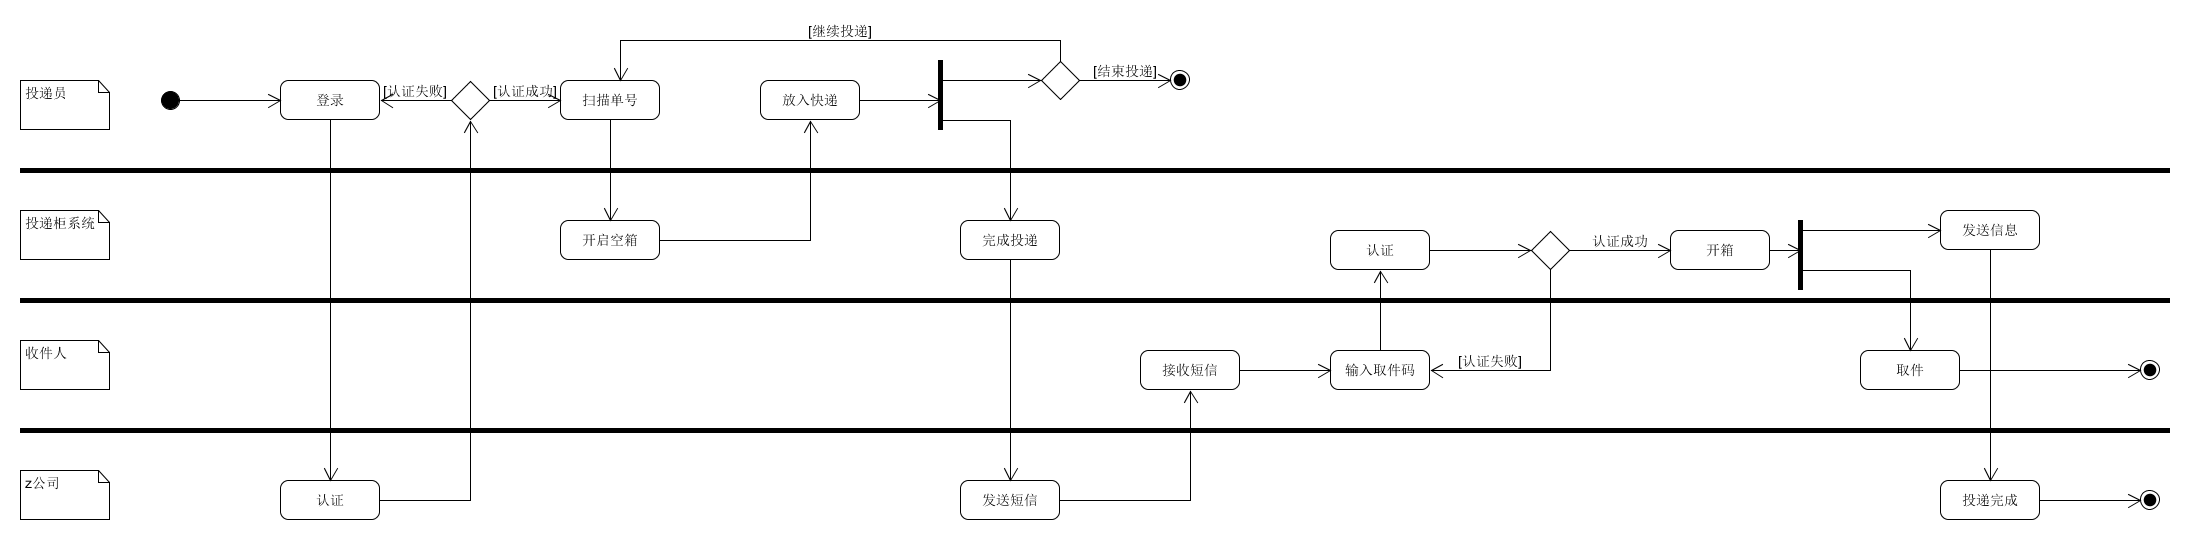 [继续投递]
投递员
登录
[认证失败]
[认证成功]
扫描单号
放入快递
[结束投递]
投递柜系统
开启空箱
完成投递
认证
认证成功
开箱
发送信息
收件人
接收短信
输入取件码
[认证失败]
取件
z公司
认证
发送短信
投递完成